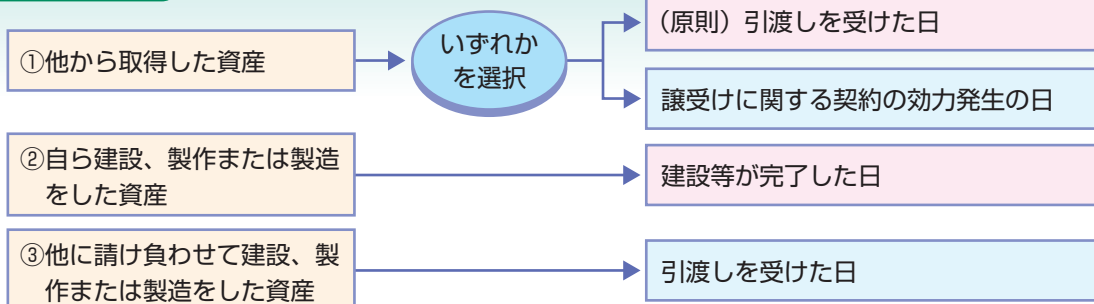 ①他から取得した資産
いずれか
を選択
(原則)引渡しを受けた日
譲受けに関する契約の効力発生の日
②自ら建設、製作または製造
をした資産
建設等が完了した日
③他に請け負わせて建設、製
作または製造をした資産
引渡しを受けた日